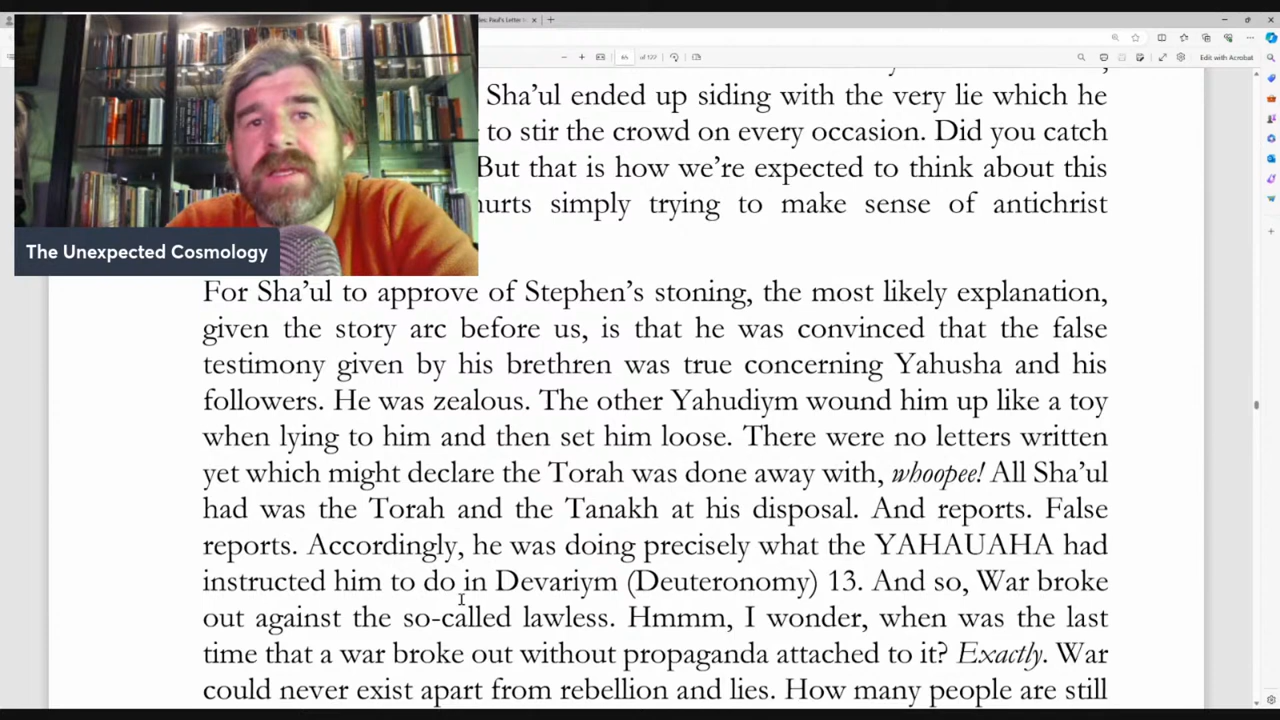 les: Paul's Letter to
65 of 122
Edit with Acrobat
Sha'ul ended up siding with the very lie which he
to stir the crowd on every occasion. Did you catch
But that is how we're expected to think about this
hurts simply trying to make sense of antichrist
The Unexpected Cosmology
For Sha'ul to approve of Stephen's stoning, the most likely explanation,
given the story arc before us, is that he was convinced that the false
testimony given by his brethren was true concerning Yahusha and his
followers. He was zealous. The other Yahudiym wound him up like a toy
when lying to him and then set him loose. There were no letters written
yet which might declare the Torah was done away with, whoopee! All Sha'ul
had was the Torah and the Tanakh at his disposal. And reports. False
reports. Accordingly, he was doing precisely what the YAHAUAHA had
instructed him to do in Devariym (Deuteronomy) 13. And so, War broke
out against the so-called lawless. Hmmm, I wonder, when was the last
time that a war broke out without propaganda attached to it? Exactly. War
could never exist apart from rebellion and lies. How many people are still